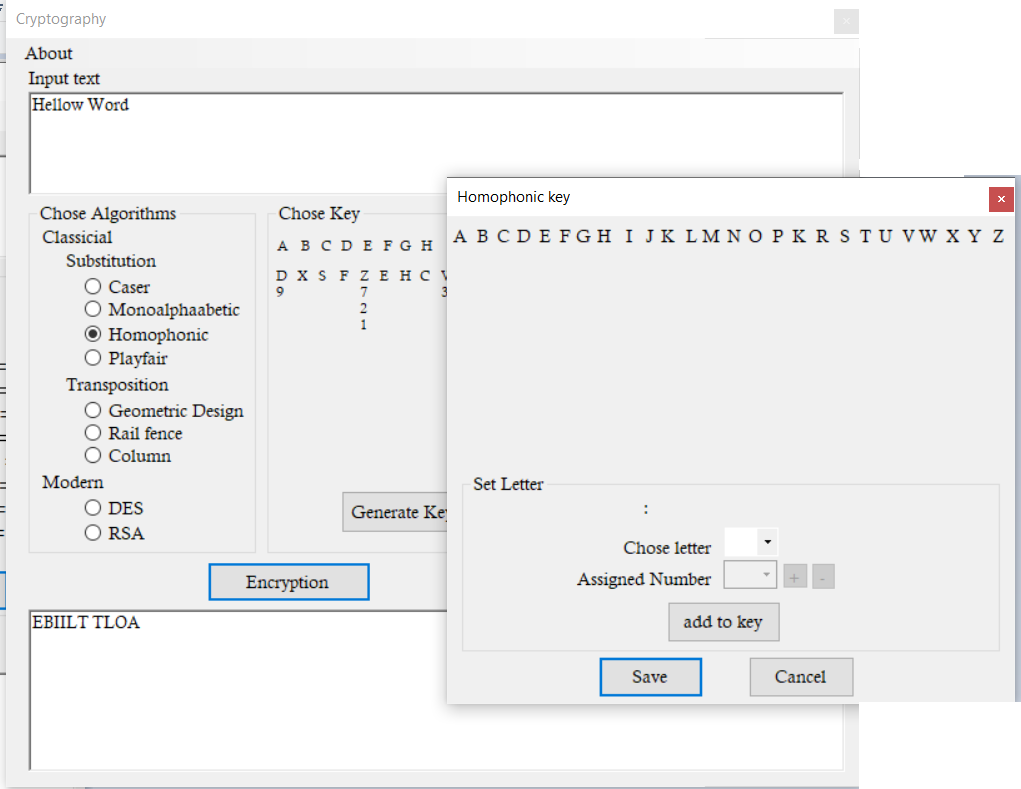 Cryptography
About
Input text
Hellow Word
Chose Algorithms
Classicial
Substitution
Caser
Monoalphaabetic
Homophonic
Playfair
Transposition
Geometric Design
Rail fence
Column
Modern
DES
RSA
Chose Key
A B C D E F G H
D X S F Z E H C
9 7 3
2
1
Generate Key
Encryption
EBIILT TLOA
Homophonic key
A B C D E F G H I J K L M N O P K R S T U V W X Y Z
Set Letter
:
Chose letter
Assigned Number
+ -
add to key
Save
Cancel